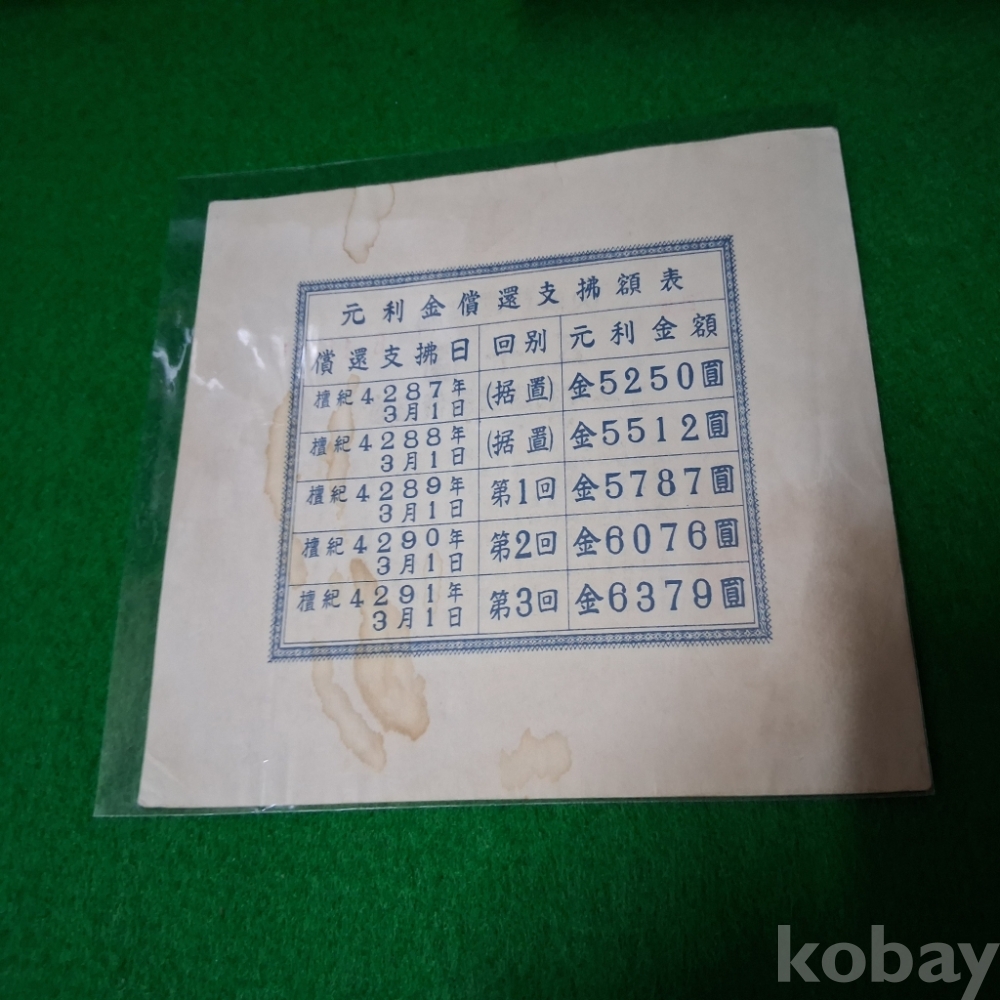 元利金償還支拂額表
償還支拂日 回別 元利金額
檀紀4287年3月1日 (据置) 金5250圓
檀紀4288年3月1日 (据置) 金5512圓
檀紀4289年3月1日 第1回 金5787圓
檀紀4290年3月1日 第2回 金6076圓
檀紀4291年3月1日 第3回 金6379圓
kobay